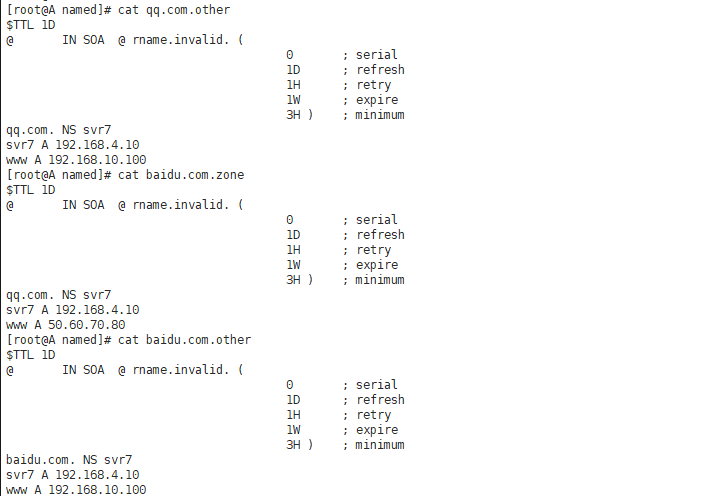 [root@A named]# cat qq.com.other
$TTL 1D
@       IN SOA  @ rname.invalid. (
                                        0       ; serial
                                        1D      ; refresh
                                        1H      ; retry
                                        1W      ; expire
                                        3H )    ; minimum
qq.com. NS svr7
svr7 A 192.168.4.10
www A 192.168.10.100
[root@A named]# cat baidu.com.zone
$TTL 1D
@       IN SOA  @ rname.invalid. (
                                        0       ; serial
                                        1D      ; refresh
                                        1H      ; retry
                                        1W      ; expire
                                        3H )    ; minimum
qq.com. NS svr7
svr7 A 192.168.4.10
www A 50.60.70.80
[root@A named]# cat baidu.com.other
$TTL 1D
@       IN SOA  @ rname.invalid. (
                                        0       ; serial
                                        1D      ; refresh
                                        1H      ; retry
                                        1W      ; expire
                                        3H )    ; minimum
baidu.com. NS svr7
svr7 A 192.168.4.10
www A 192.168.10.100